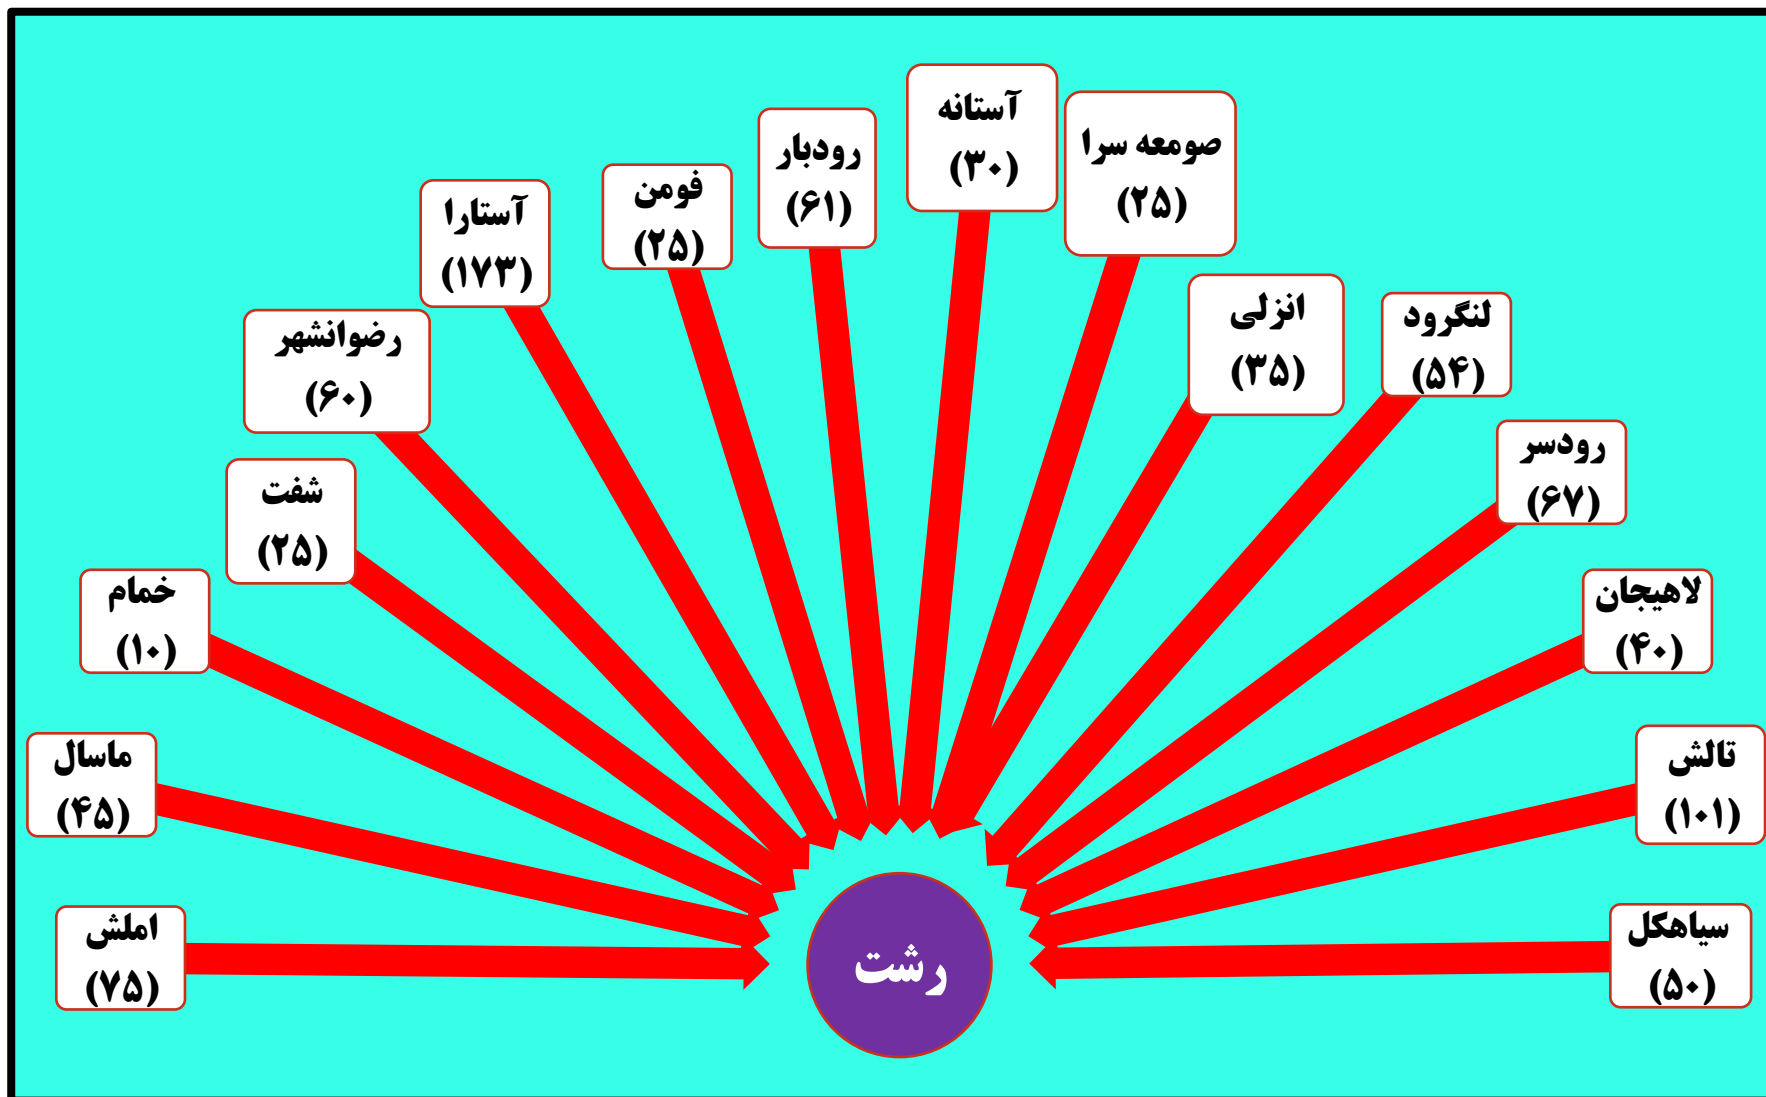 آستانه
(۳۰)
صومعه سرا
(۲۵)
رودبار
(۶۱)
فومن
(۲۵)
آستارا
(۱۷۳)
انزلی
(۳۵)
لنگرود
(۵۴)
رضوانشهر
(۶۰)
رودسر
(۶۷)
شفت
(۲۵)
لاهیجان
(۴۰)
خمام
(۱۰)
تالش
(۱۰۱)
ماسال
(۴۵)
سیاهکل
(۵۰)
املش
(۷۵)
رشت